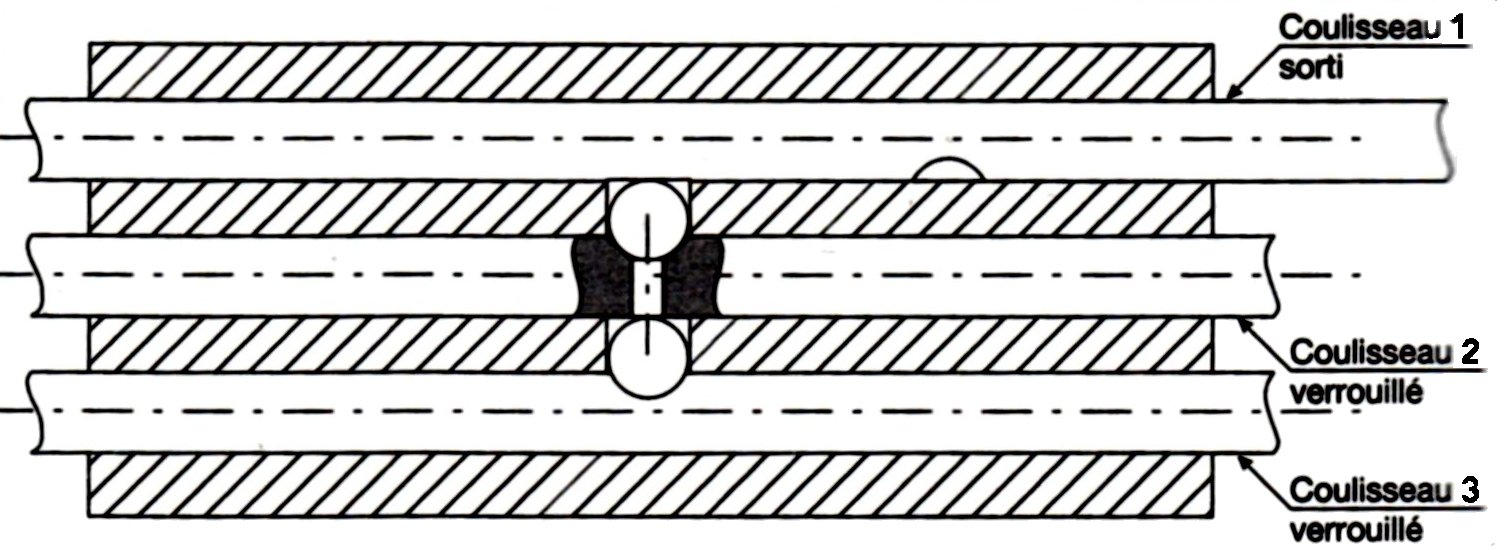 Coulisseau 1
sorti
Coulisseau 2
verrouillé
Coulisseau 3
verrouillé